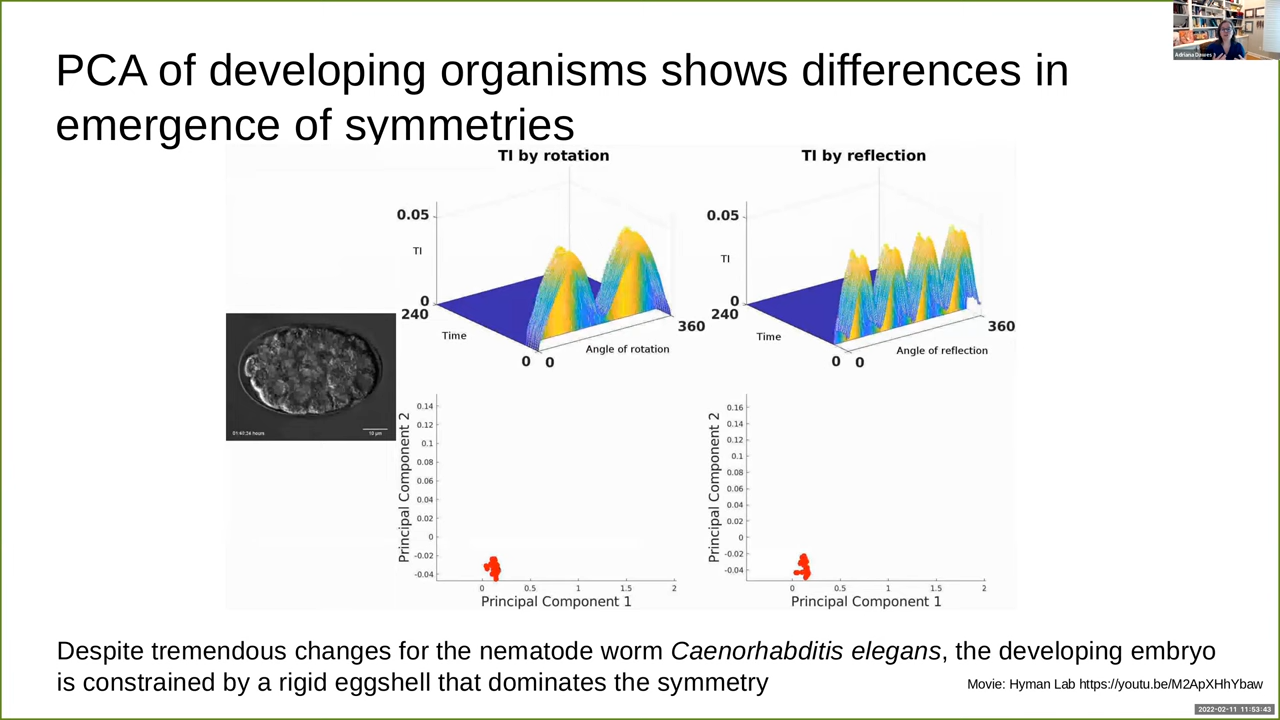 PCA of developing organisms shows differences in
emergence of symmetries
Adriana Dawes
TI by rotation
0.05
TI
0
240
Time
0
0
Angle of rotation
360
TI by reflection
0.05
TI
0
240
Time
0
0
Angle of reflection
360
10 µm
Principal Component 2
0.14
0.12
0.1
0.08
0.06
0.04
0.02
0
-0.02
-0.04
0
0.5
1
1.5
2
Principal Component 1
Principal Component 2
0.16
0.14
0.12
0.1
0.08
0.06
0.04
0.02
0
-0.02
-0.04
0
0.5
1
1.5
2
Principal Component 1
Despite tremendous changes for the nematode worm Caenorhabditis elegans, the developing embryo
is constrained by a rigid eggshell that dominates the symmetry
Movie: Hyman Lab https://youtu.be/M2ApXHhYbaw
2022-02-11 11:53:43